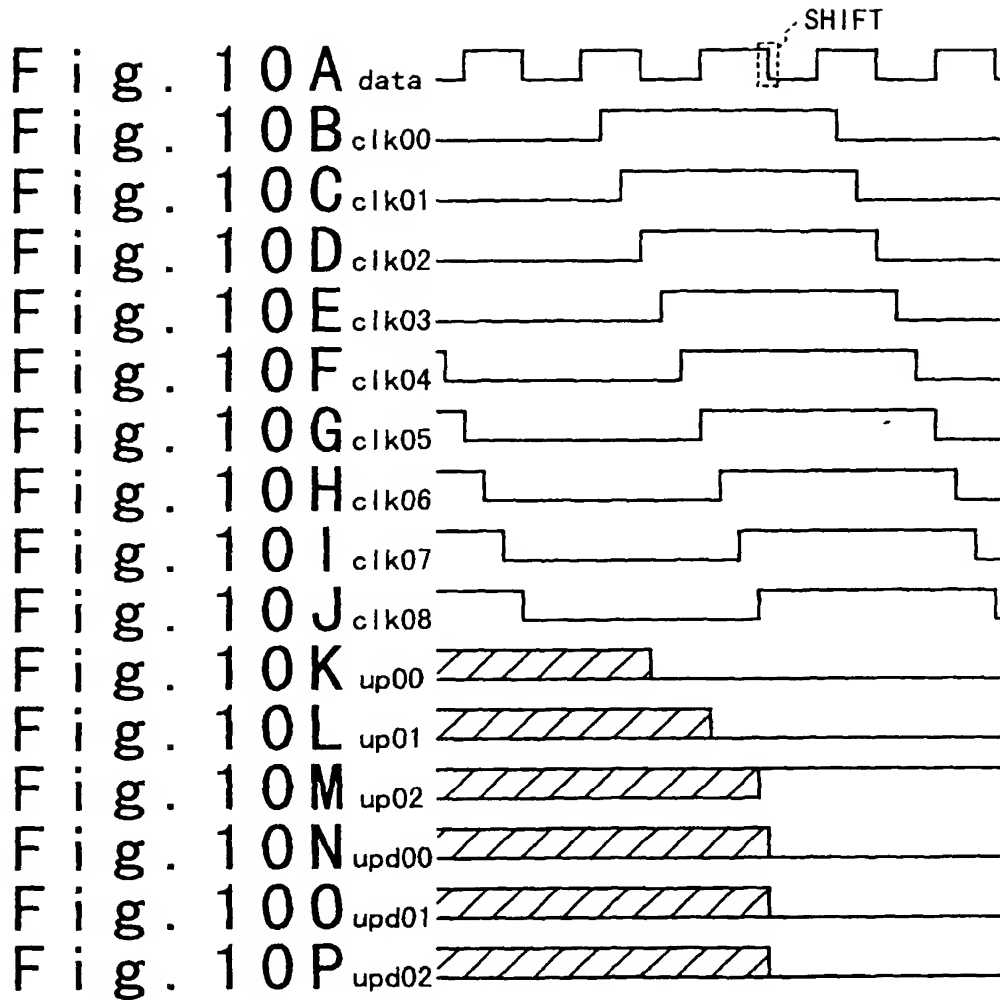 SHIFT
Fig. 10A data
Fig. 10B clk00
Fig. 10C clk01
Fig. 10D clk02
Fig. 10E clk03
Fig. 10F clk04
Fig. 10G clk05
Fig. 10H clk06
Fig. 10I clk07
Fig. 10J clk08
Fig. 10K up00
Fig. 10L up01
Fig. 10M up02
Fig. 10N upd00
Fig. 10O upd01
Fig. 10P upd02